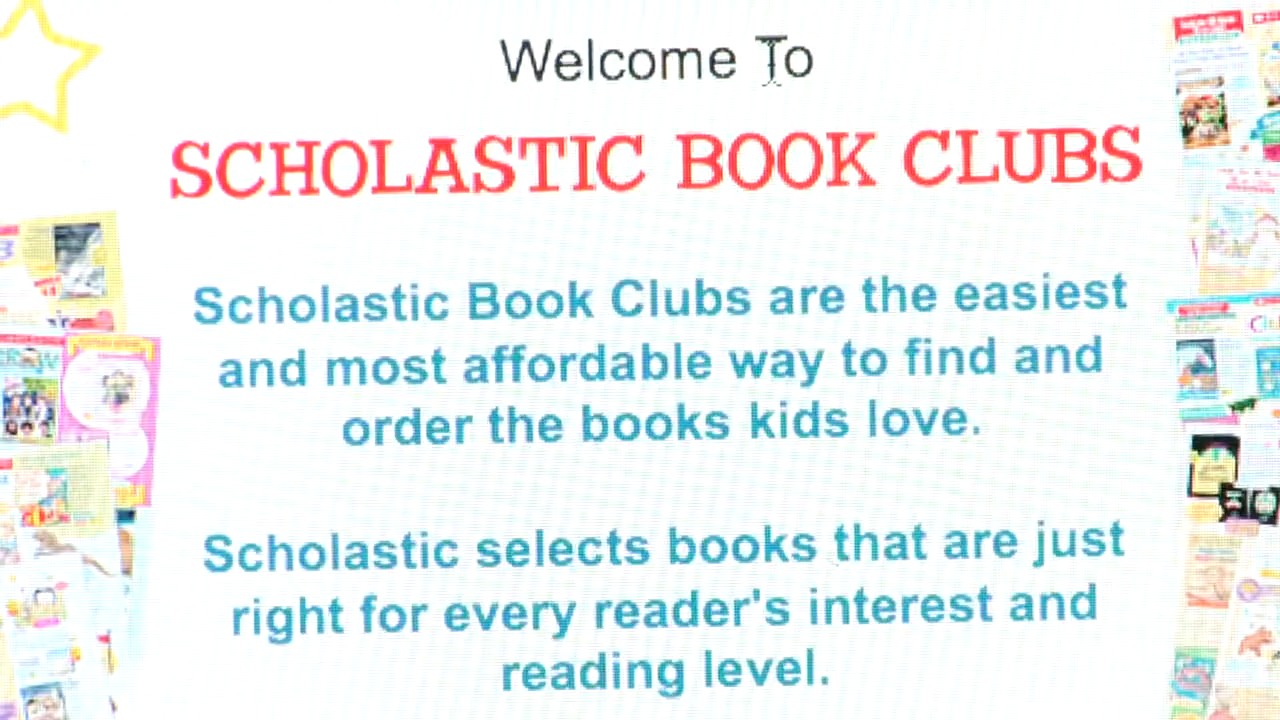 Welcome To
SCHOLASTIC BOOK CLUBS
Scholastic Book Clubs are the easiest
and most affordable way to find and
order the books kids love.
Scholastic selects books that are just
right for every reader's interest and
reading level.